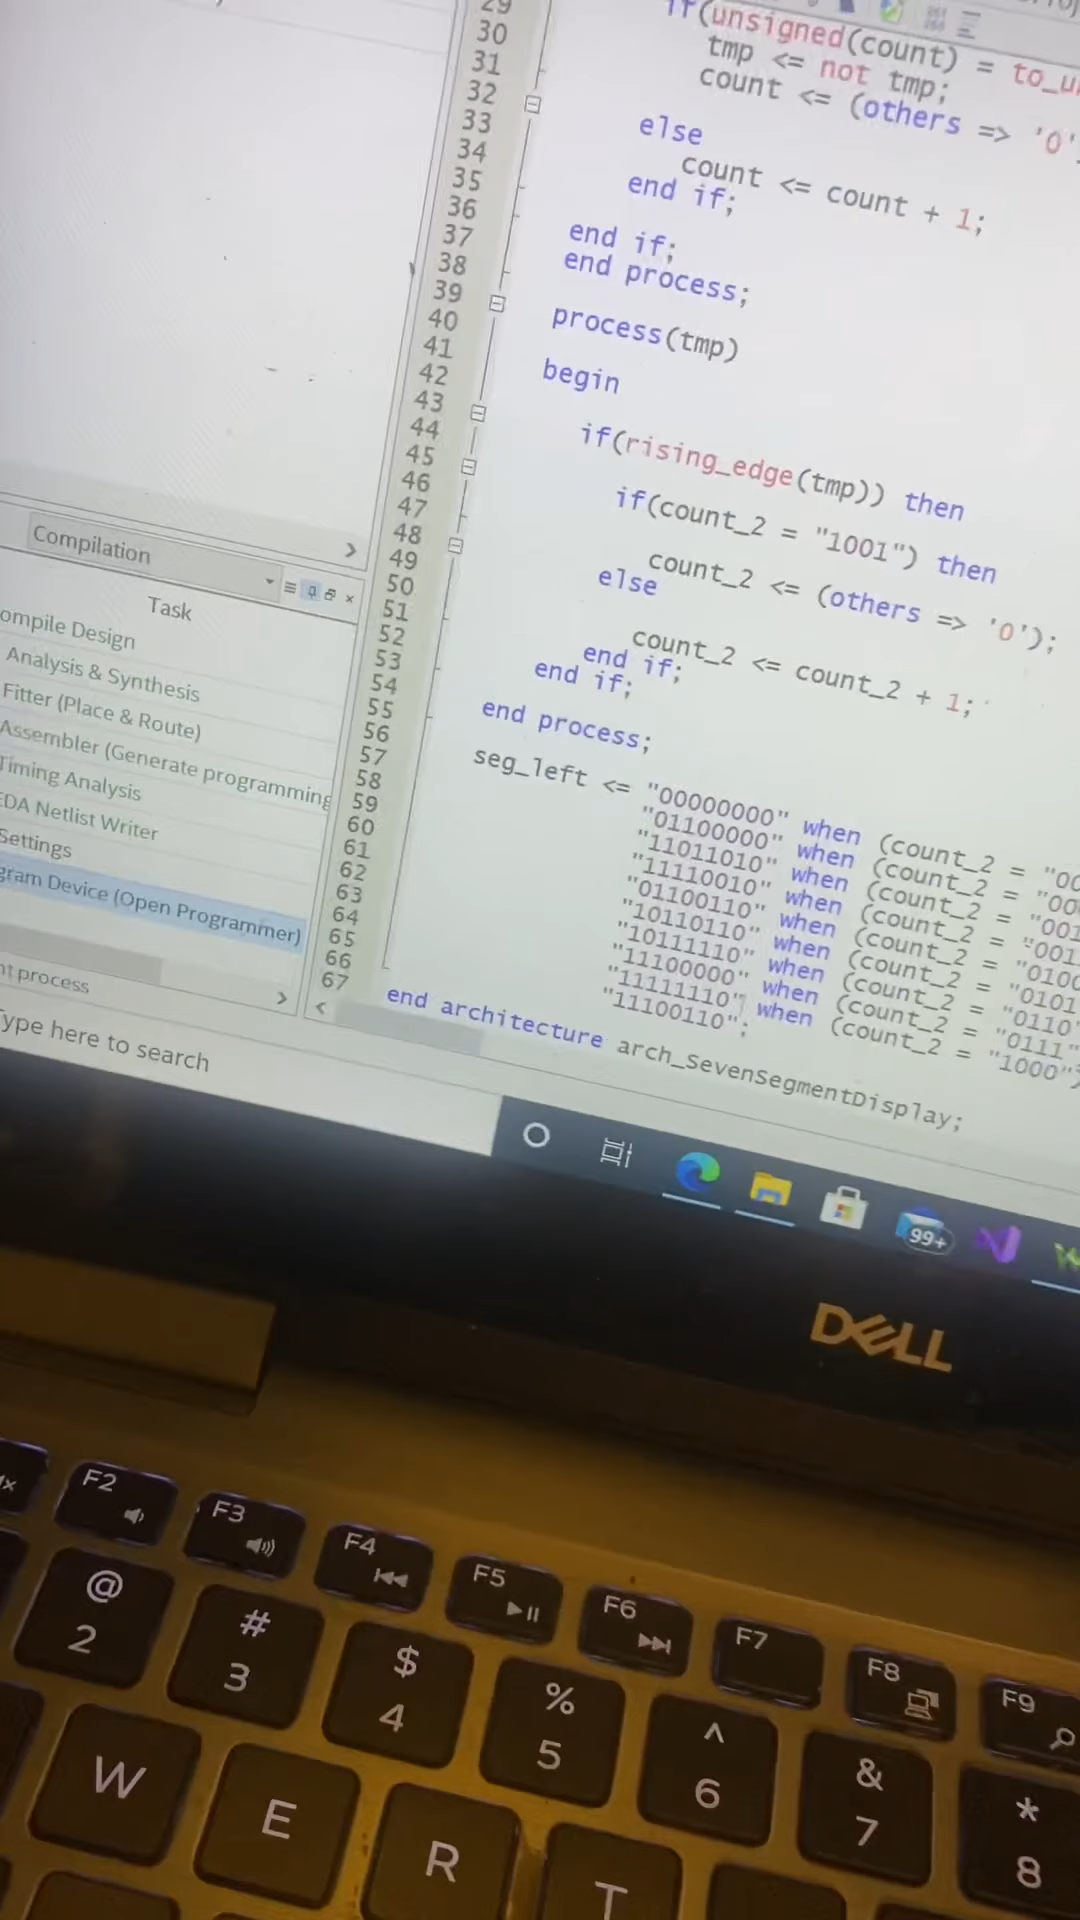 29
30
31
32
33
34
35
36
37
38
39
40
41
42
43
44
45
46
47
48
49
50
51
52
53
54
55
56
57
58
59
60
61
62
63
64
65
66
67
if(unsigned(count) =
tmp <= not tmp;
count <= (others => '0'
else
count <= count + 1;
end if;
end if;
end process;
process(tmp)
begin
if(rising_edge(tmp)) then
if(count_2 = "1001") then
count_2 <= (others => '0');
else
count_2 <= count_2 + 1;
end if;
end if;
end process;
seg_left <= "00000000" when (count_2 = "00
"01100000" when (count_2 = "00
"11011010" when (count_2 = "001
"11110010" when (count_2 = "001
"01100110" when (count_2 = "0100
"10110110" when (count_2 = "0101
"10111110" when (count_2 = "0110
"11100000" when (count_2 = "0111"
"11111110" when (count_2 = "1000"
"11100110";
end architecture arch_SevenSegmentDisplay;
Compilation
Task
ompile Design
Analysis & Synthesis
Fitter (Place & Route)
Assembler (Generate programming
Timing Analysis
EDA Netlist Writer
Settings
gram Device (Open Programmer)
nt process
Type here to search
99+
DELL
F2
F3
F4
F5
F6
F7
F8
F9
@ 2
# 3
$ 4
% 5
^ 6
& 7
* 8
W
E
R
T